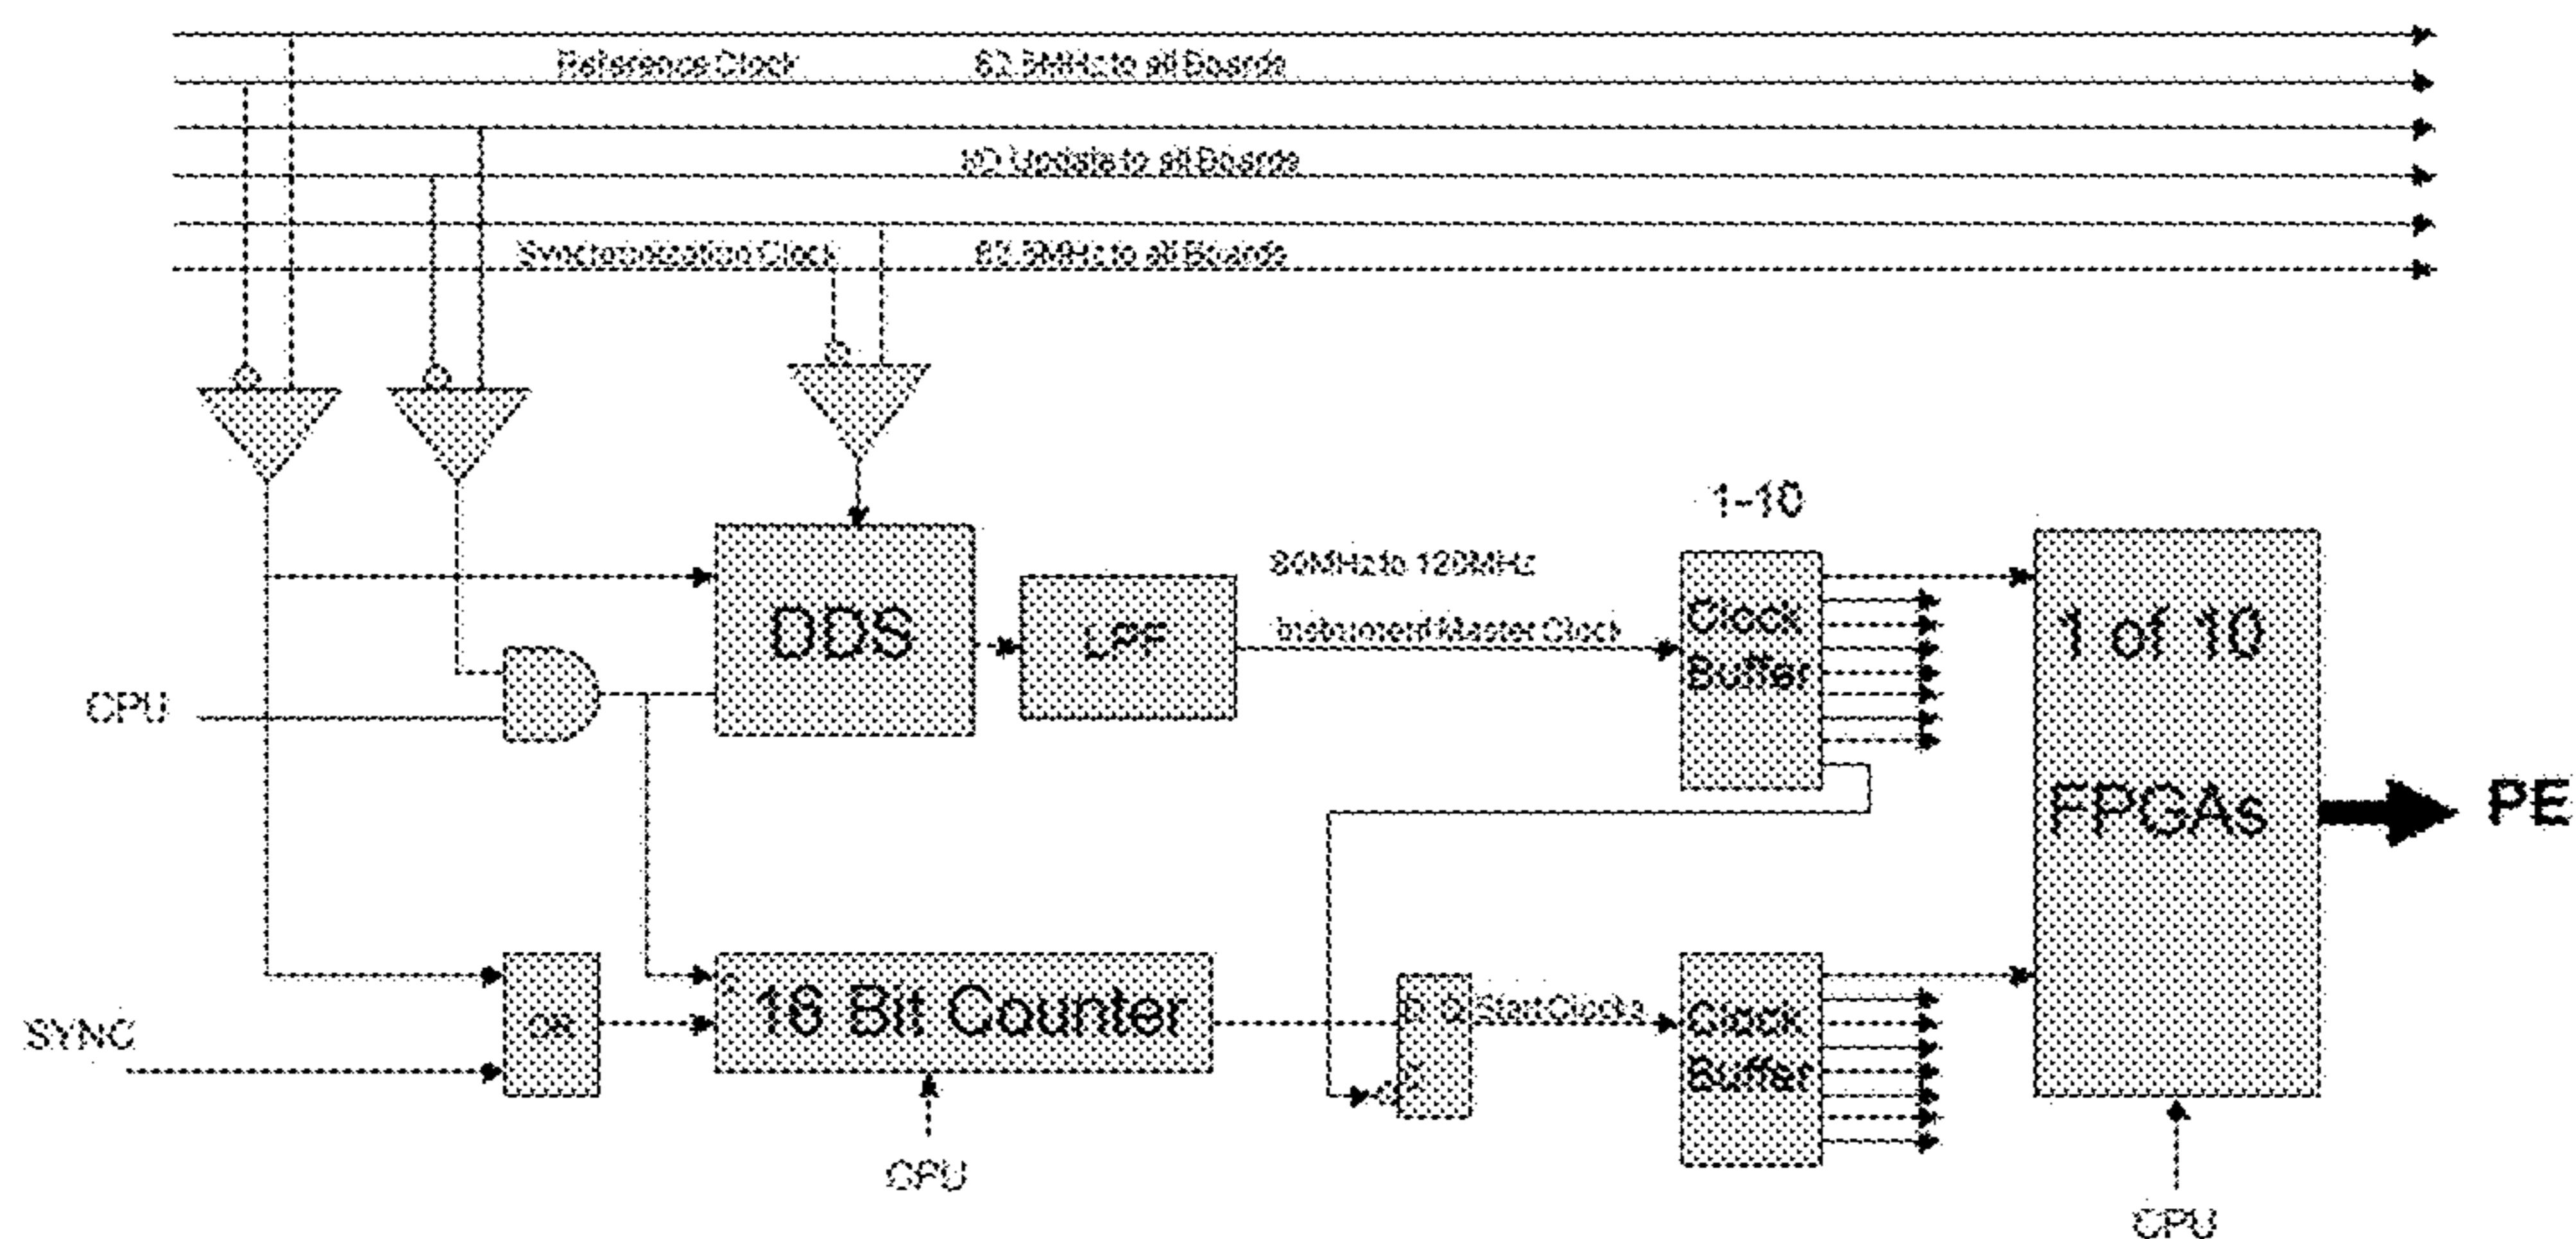 Reference Clock 62.5MHz to all Boards
I/O Update to all Boards
Synchronization Clock 62.5MHz to all Boards
1-10
80MHz to 120MHz
DDS
LPF
Instrument Master Clock
Clock
Buffer
1 of 10
FPGAs
CPU
PE
SYNC
OR
16 Bit Counter
D Q
Start Clocks
Clock
Buffer
CPU
CPU